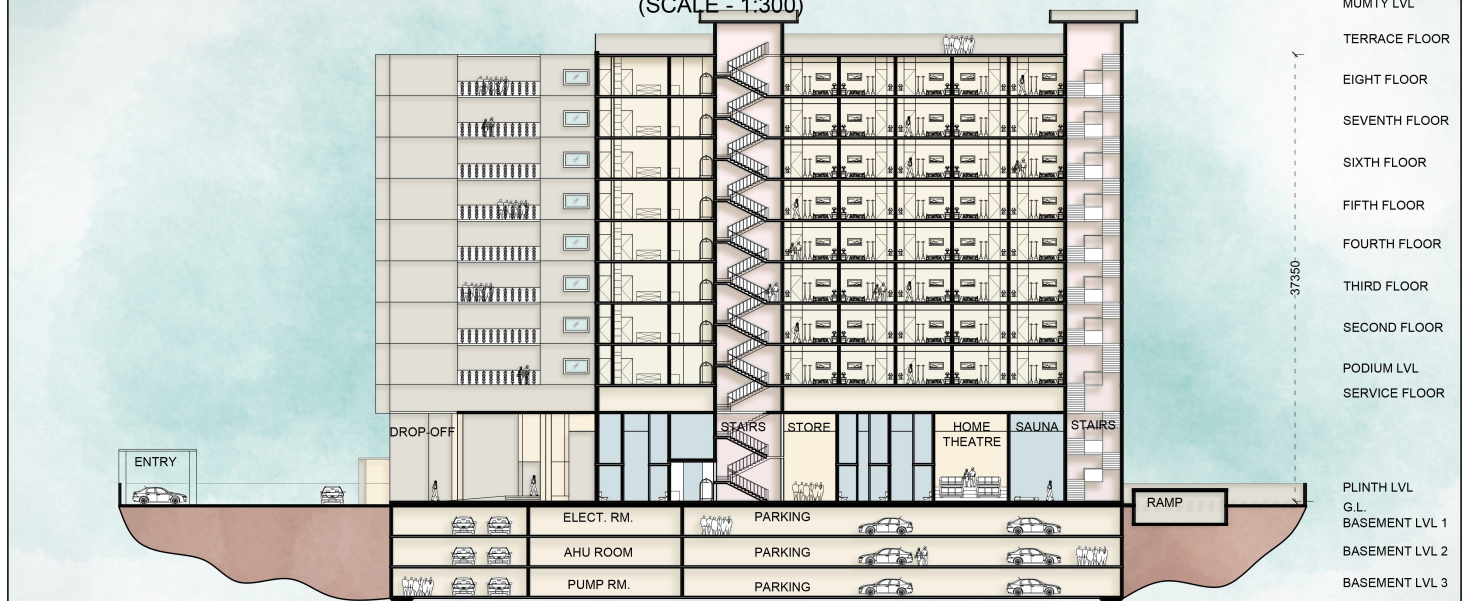 (SCALE - 1:300)
MUMTY LVL
TERRACE FLOOR
EIGHT FLOOR
SEVENTH FLOOR
SIXTH FLOOR
FIFTH FLOOR
FOURTH FLOOR
THIRD FLOOR
SECOND FLOOR
PODIUM LVL
SERVICE FLOOR
37350
DROP-OFF
STAIRS
STORE
HOME
THEATRE
SAUNA
STAIRS
ENTRY
PLINTH LVL
RAMP
G.L.
ELECT. RM.
PARKING
BASEMENT LVL 1
AHU ROOM
PARKING
BASEMENT LVL 2
PUMP RM.
PARKING
BASEMENT LVL 3